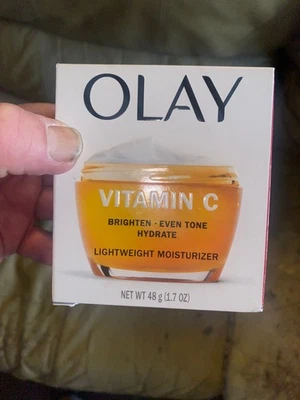 OLAY
VITAMIN C
BRIGHTEN - EVEN TONE
HYDRATE
LIGHTWEIGHT MOISTURIZER
NET WT 48 g (1.7 OZ)